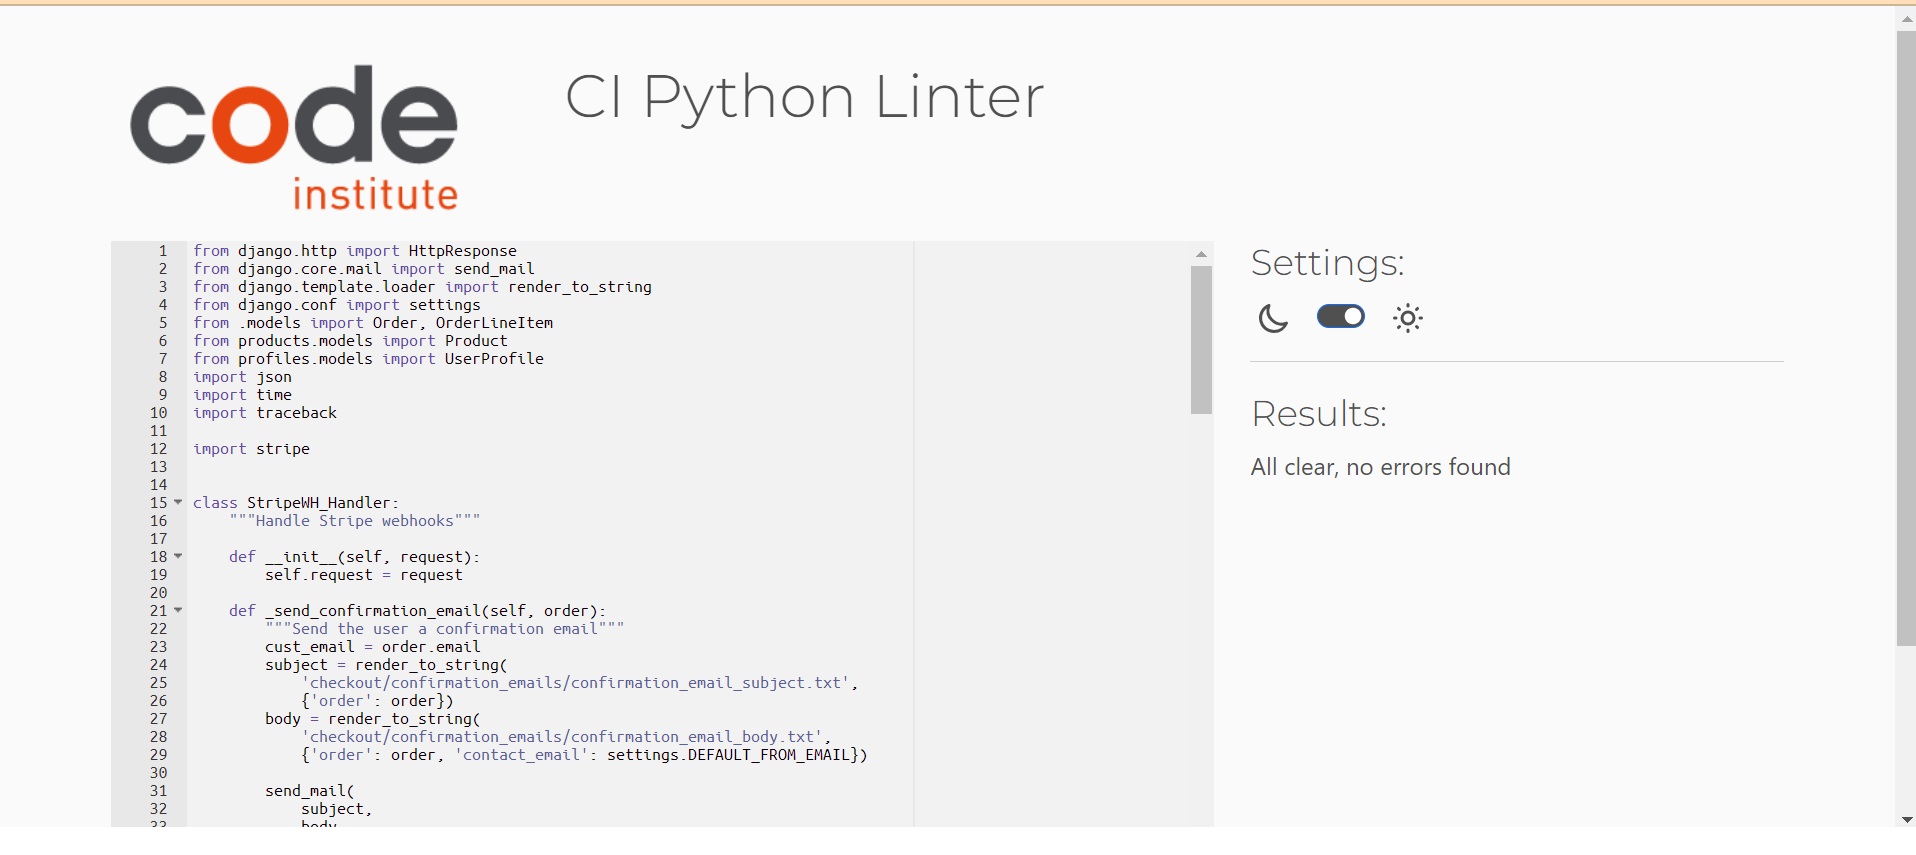 code
institute
CI Python Linter
1 from django.http import HttpResponse
2 from django.core.mail import send_mail
3 from django.template.loader import render_to_string
4 from django.conf import settings
5 from .models import Order, OrderLineItem
6 from products.models import Product
7 from profiles.models import UserProfile
8 import json
9 import time
10 import traceback
11
12 import stripe
13
14
15 class StripeWH_Handler:
16     """Handle Stripe webhooks"""
17
18     def __init__(self, request):
19         self.request = request
20
21     def _send_confirmation_email(self, order):
22         """Send the user a confirmation email"""
23         cust_email = order.email
24         subject = render_to_string(
25             'checkout/confirmation_emails/confirmation_email_subject.txt',
26             {'order': order})
27         body = render_to_string(
28             'checkout/confirmation_emails/confirmation_email_body.txt',
29             {'order': order, 'contact_email': settings.DEFAULT_FROM_EMAIL})
30
31         send_mail(
32             subject,
33             body
Settings:
Results:
All clear, no errors found